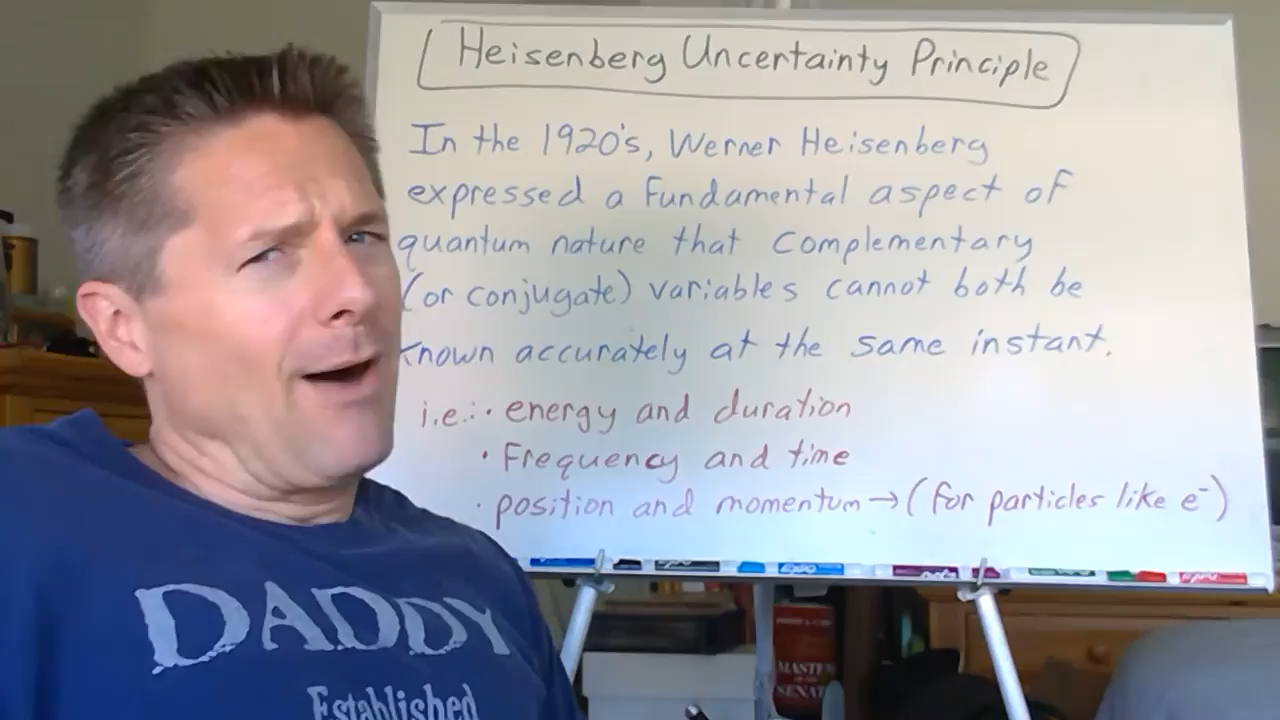 Heisenberg Uncertainty Principle
In the 1920's, Werner Heisenberg
expressed a fundamental aspect of
quantum nature that complementary
(or conjugate) variables cannot both be
known accurately at the same instant.
i.e.: · energy and duration
· Frequency and time
· position and momentum → (for particles like e⁻)
DADDY
Established
MASTER
SENATE